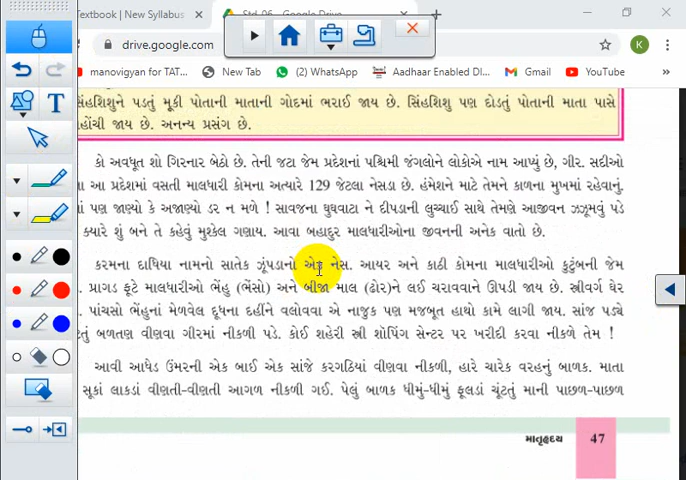 Textbook | New Syllabus
Std.-06 - Google Drive
drive.google.com
K
manovigyan for TAT... New Tab (2) WhatsApp Aadhaar Enabled DI... Gmail YouTube
સિંહશિશુને પડતું મૂકી પોતાની માતાની ગોદમાં ભરાઈ જાય છે. સિંહશિશુ પણ દોડતું પોતાની માતા પાસે
હોંચી જાય છે. અનન્ય પ્રસંગ છે.
કો અવધૂત શો ગિરનાર બેઠો છે. તેની જટા જેમ પ્રદેશનાં પશ્ચિમી જંગલોને લોકોએ નામ આપ્યું છે, ગીર. સદીઓ
આ પ્રદેશમાં વસતી માલધારી કોમના અત્યારે 129 જેટલા નેસડા છે. હંમેશને માટે તેમને કાળના મુખમાં રહેવાનું.
પણ જાણ્યો કે અજાણ્યો ડર ન મળે ! સાવજના ઘુઘવાટા ને દીપડાની લુચ્ચાઈ સાથે તેમણે આજીવન ઝઝૂમવું પડે
ક્યારે શું બને તે કહેવું મુશ્કેલ ગણાય. આવા બહાદુર માલધારીઓના જીવનની અનેક વાતો છે.
કરમના દાધિયા નામનો સાતેક ઝૂંપડાનો એક નેસ. આયર અને કાઠી કોમના માલધારીઓ કુટુંબની જેમ
પ્રાગડ ફૂટે માલધારીઓ ભેંહુ (ભેંસો) અને બીજા માલ (ઢોર)ને લઈ ચરાવવાને ઊપડી જાય છે. સ્ત્રીવર્ગ ઘેર
પાંચસો ભેંહુનાં મેળવેલ દૂધના દહીંને વલોવવા એ નાજુક પણ મજબૂત હાથો કામે લાગી જાય. સાંજ પડ્યે
બળતણ વીણવા ગીરમાં નીકળી પડે. કોઈ શહેરી સ્ત્રી શૉપિંગ સેન્ટર પર ખરીદી કરવા નીકળે તેમ !
આવી આધેડ ઉંમરની એક બાઈ એક સાંજે કરગઠિયાં વીણવા નીકળી, હારે ચારેક વરહનું બાળક. માતા
સૂકાં લાકડાં વીણતી-વીણતી આગળ નીકળી ગઈ. પેલું બાળક ધીમું-ધીમું ફૂલડાં ચૂંટતું માની પાછળ-પાછળ
માતૃહૃદય 47